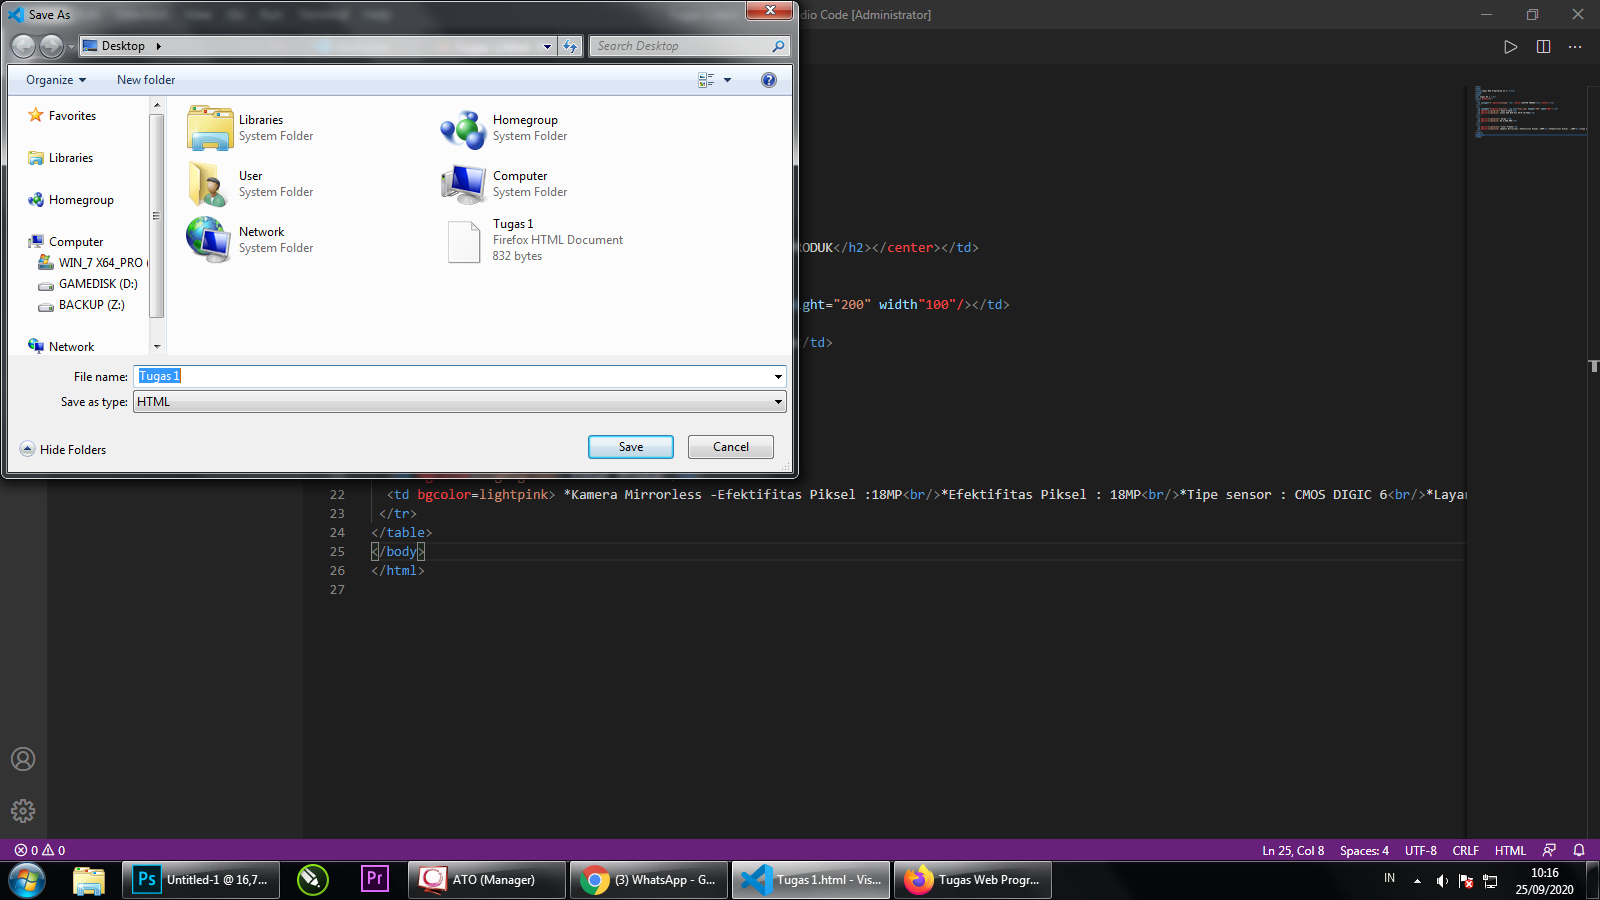 Save As
dio Code [Administrator]
Desktop
Search Desktop
Organize
New folder
Favorites
Libraries
Homegroup
Computer
WIN_7 X64_PRO (
GAMEDISK (D:)
BACKUP (Z:)
Network
Libraries
System Folder
Homegroup
System Folder
User
System Folder
Computer
System Folder
Network
System Folder
Tugas 1
Firefox HTML Document
832 bytes
File name: Tugas 1
Save as type: HTML
Hide Folders
Save
Cancel
RODUK</h2></center></td>
ght="200" width"100"/></td>
/td>
22 <td bgcolor=lightpink> *Kamera Mirrorless -Efektifitas Piksel :18MP<br/>*Efektifitas Piksel : 18MP<br/>*Tipe sensor : CMOS DIGIC 6<br/>*Layar
23 </tr>
24 </table>
25 </body>
26 </html>
27
0 0
Ln 25, Col 8 Spaces: 4 UTF-8 CRLF HTML
Ps Untitled-1 @ 16,7...
Pr
ATO (Manager)
(3) WhatsApp - G...
Tugas 1.html - Vis...
Tugas Web Progr...
IN
10:16
25/09/2020